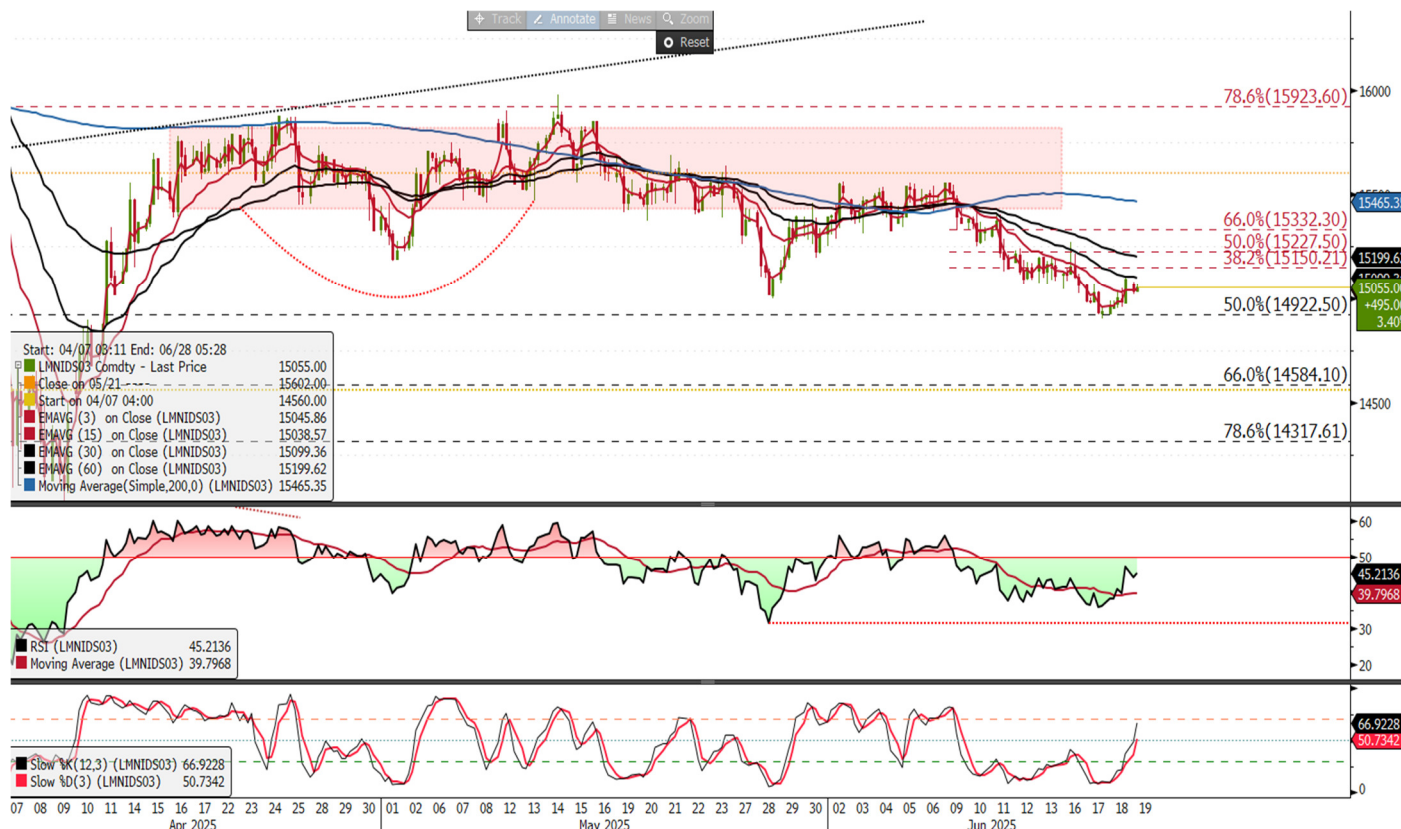 Track Annotate News Zoom
Reset
78.6%(15923.60)
16000
15465.35
66.0%(15332.30)
50.0%(15227.50)
38.2%(15150.21)
15199.62
15055.00
+495.00
3.40%
50.0%(14922.50)
66.0%(14584.10)
14500
78.6%(14317.61)
Start: 04/07 03:11 End: 06/28 05:28
LMNIDS03 Comdty - Last Price 15055.00
Close on 05/21 ---- 15602.00
Start on 04/07 04:00 14560.00
EMAVG (3) on Close (LMNIDS03) 15045.86
EMAVG (15) on Close (LMNIDS03) 15038.57
EMAVG (30) on Close (LMNIDS03) 15099.36
EMAVG (60) on Close (LMNIDS03) 15199.62
Moving Average(Simple,200,0) (LMNIDS03) 15465.35
60
50
45.2136
39.7968
30
20
RSI (LMNIDS03) 45.2136
Moving Average (LMNIDS03) 39.7968
66.9228
50.7342
0
Slow %K(12,3) (LMNIDS03) 66.9228
Slow %D(3) (LMNIDS03) 50.7342
07 08 09 10 11 14 15 16 17 22 23 24 25 28 29 30 01 02 06 07 08 12 13 14 15 16 19 20 21 22 23 27 28 29 30 02 03 04 05 06 09 10 11 12 13 16 17 18 19
Apr 2025 May 2025 Jun 2025